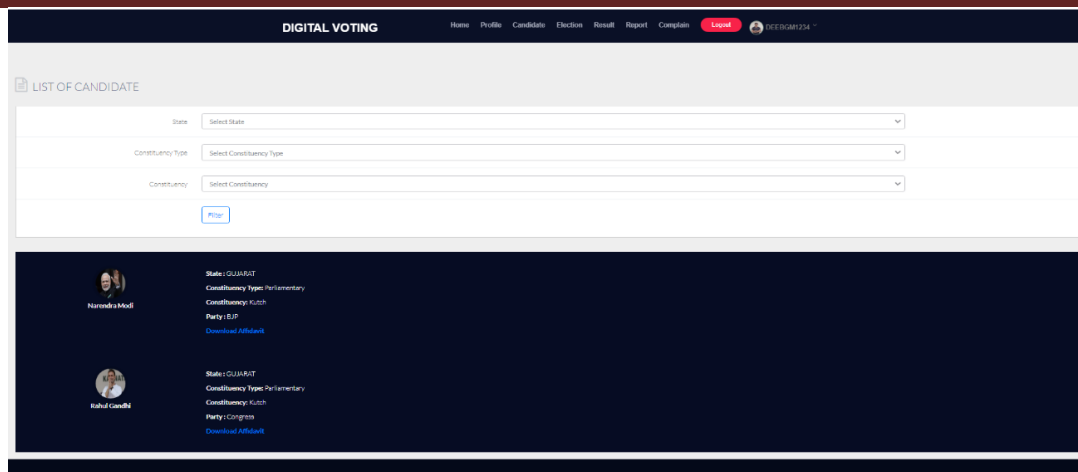 DIGITAL VOTING
Home Profile Candidate Election Result Report Complain Logout DEEBGM1234
LIST OF CANDIDATE
State Select State
Constituency Type Select Constituency Type
Constituency Select Constituency
Filter
Narendra Modi
State : GUJARAT
Constituency Type: Parliamentary
Constituency: Kutch
Party : BJP
Download Affidavit
Rahul Gandhi
State : GUJARAT
Constituency Type: Parliamentary
Constituency: Kutch
Party : Congress
Download Affidavit